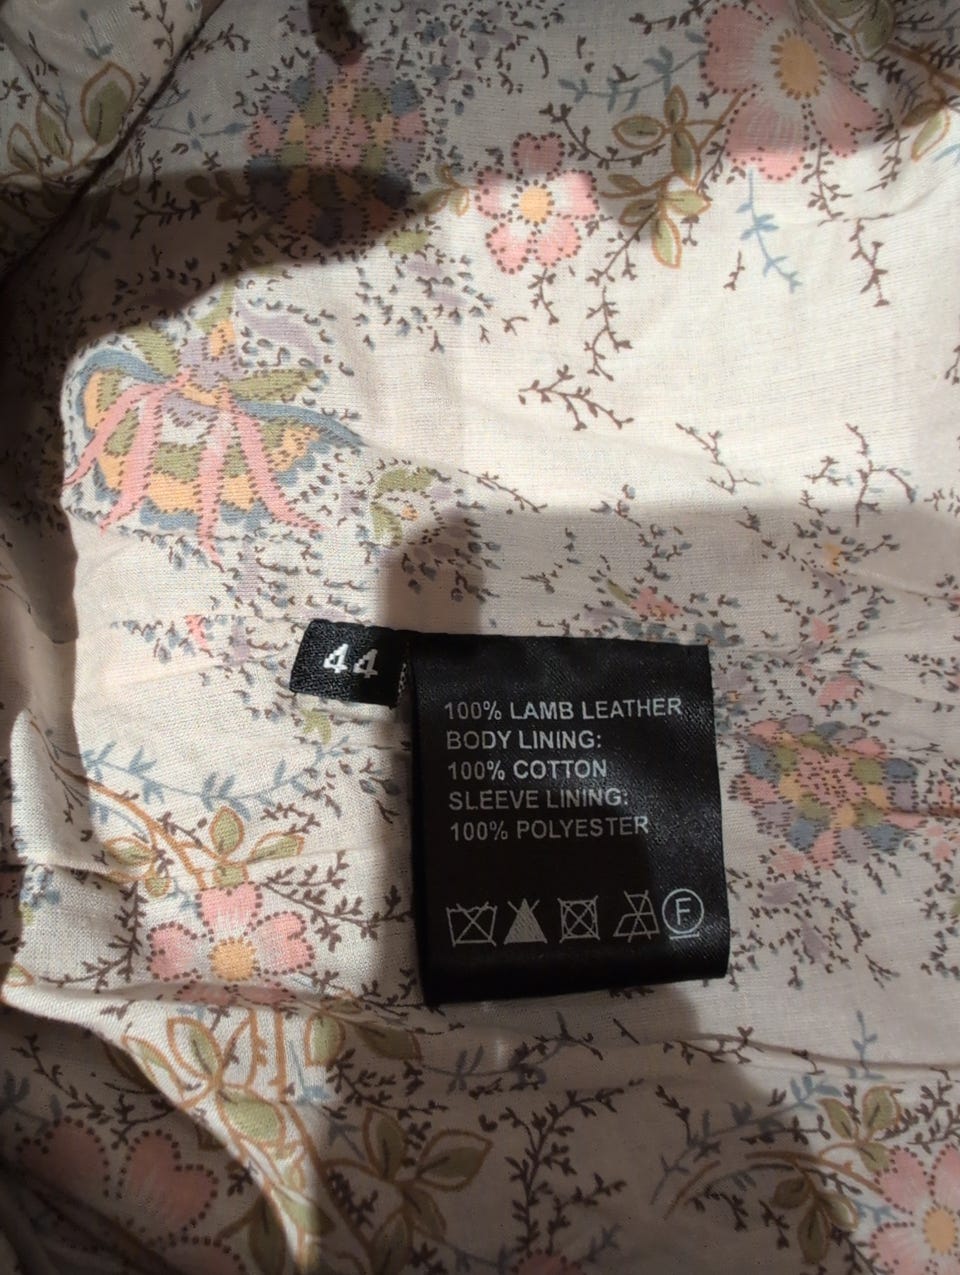 44
100% LAMB LEATHER
BODY LINING:
100% COTTON
SLEEVE LINING:
100% POLYESTER
F